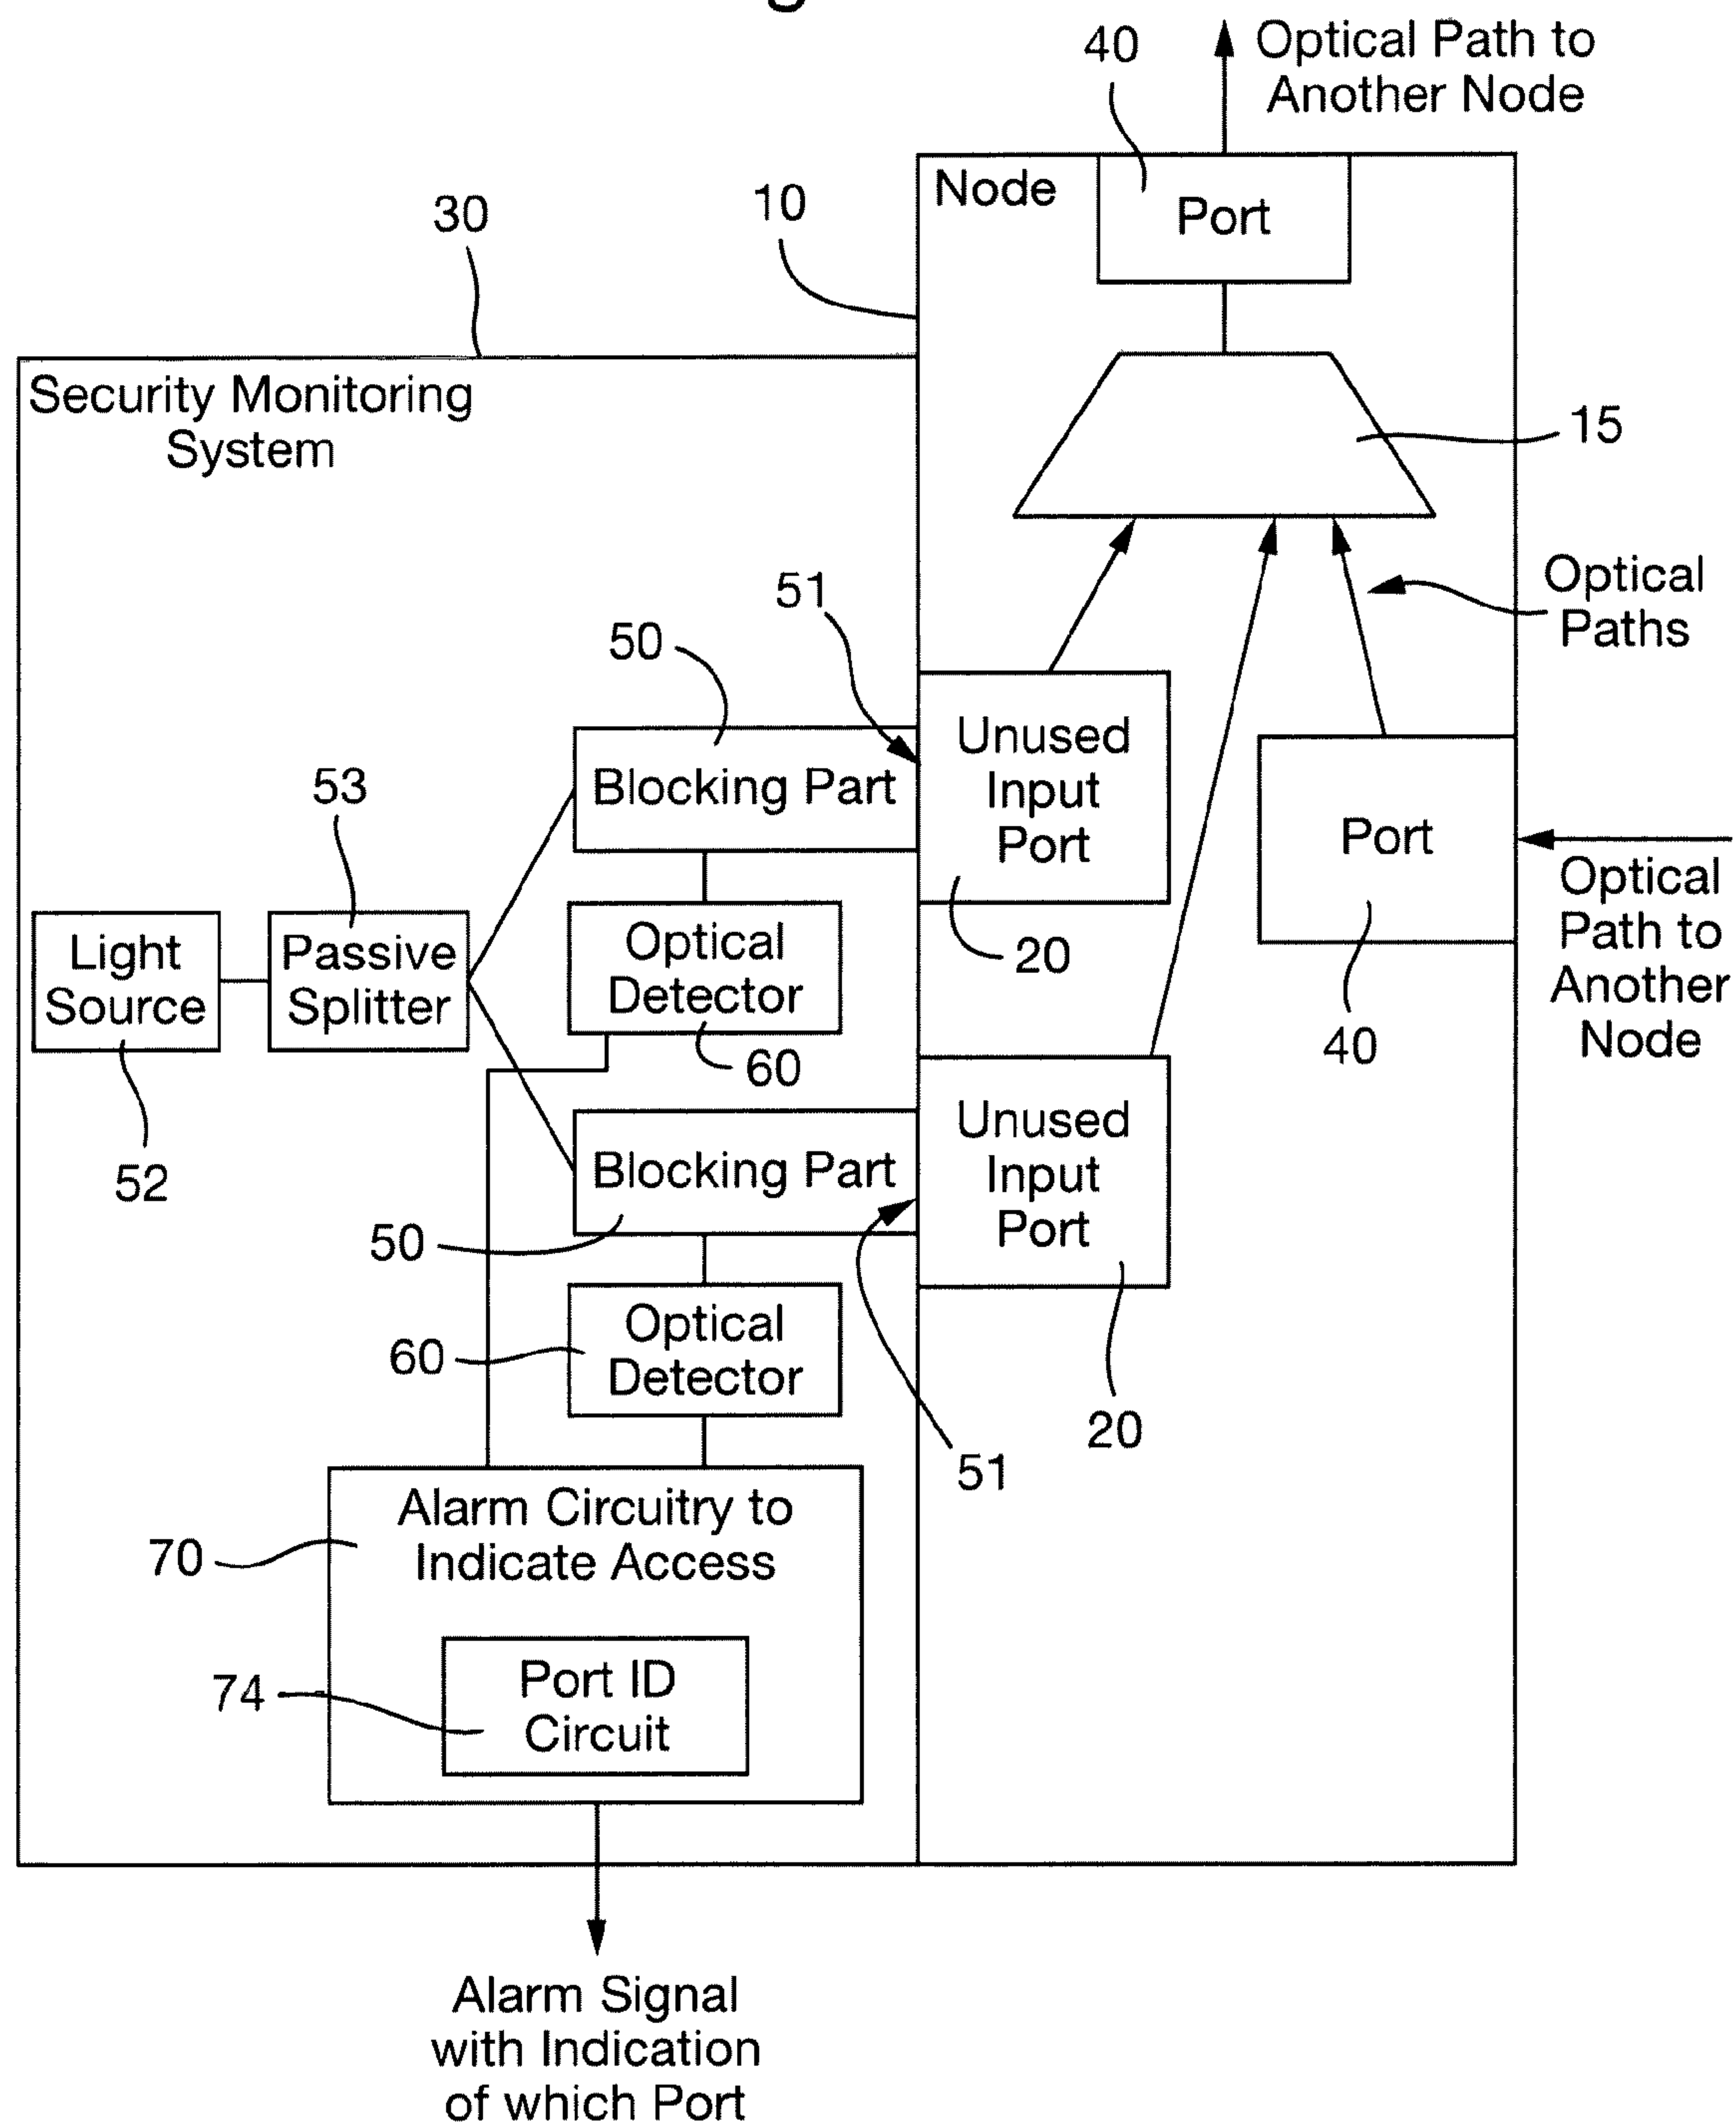 40
Optical Path to
Another Node
Node
Port
10
30
Security Monitoring
System
15
Optical
Paths
51
50
Blocking Part
Unused
Input
Port
20
53
Light
Source
52
Passive
Splitter
Optical
Detector
60
Port
40
Optical
Path to
Another
Node
Blocking Part
50
Unused
Input
Port
20
51
Optical
Detector
60
Alarm Circuitry to
Indicate Access
70
Port ID
Circuit
74
Alarm Signal
with Indication
of which Port